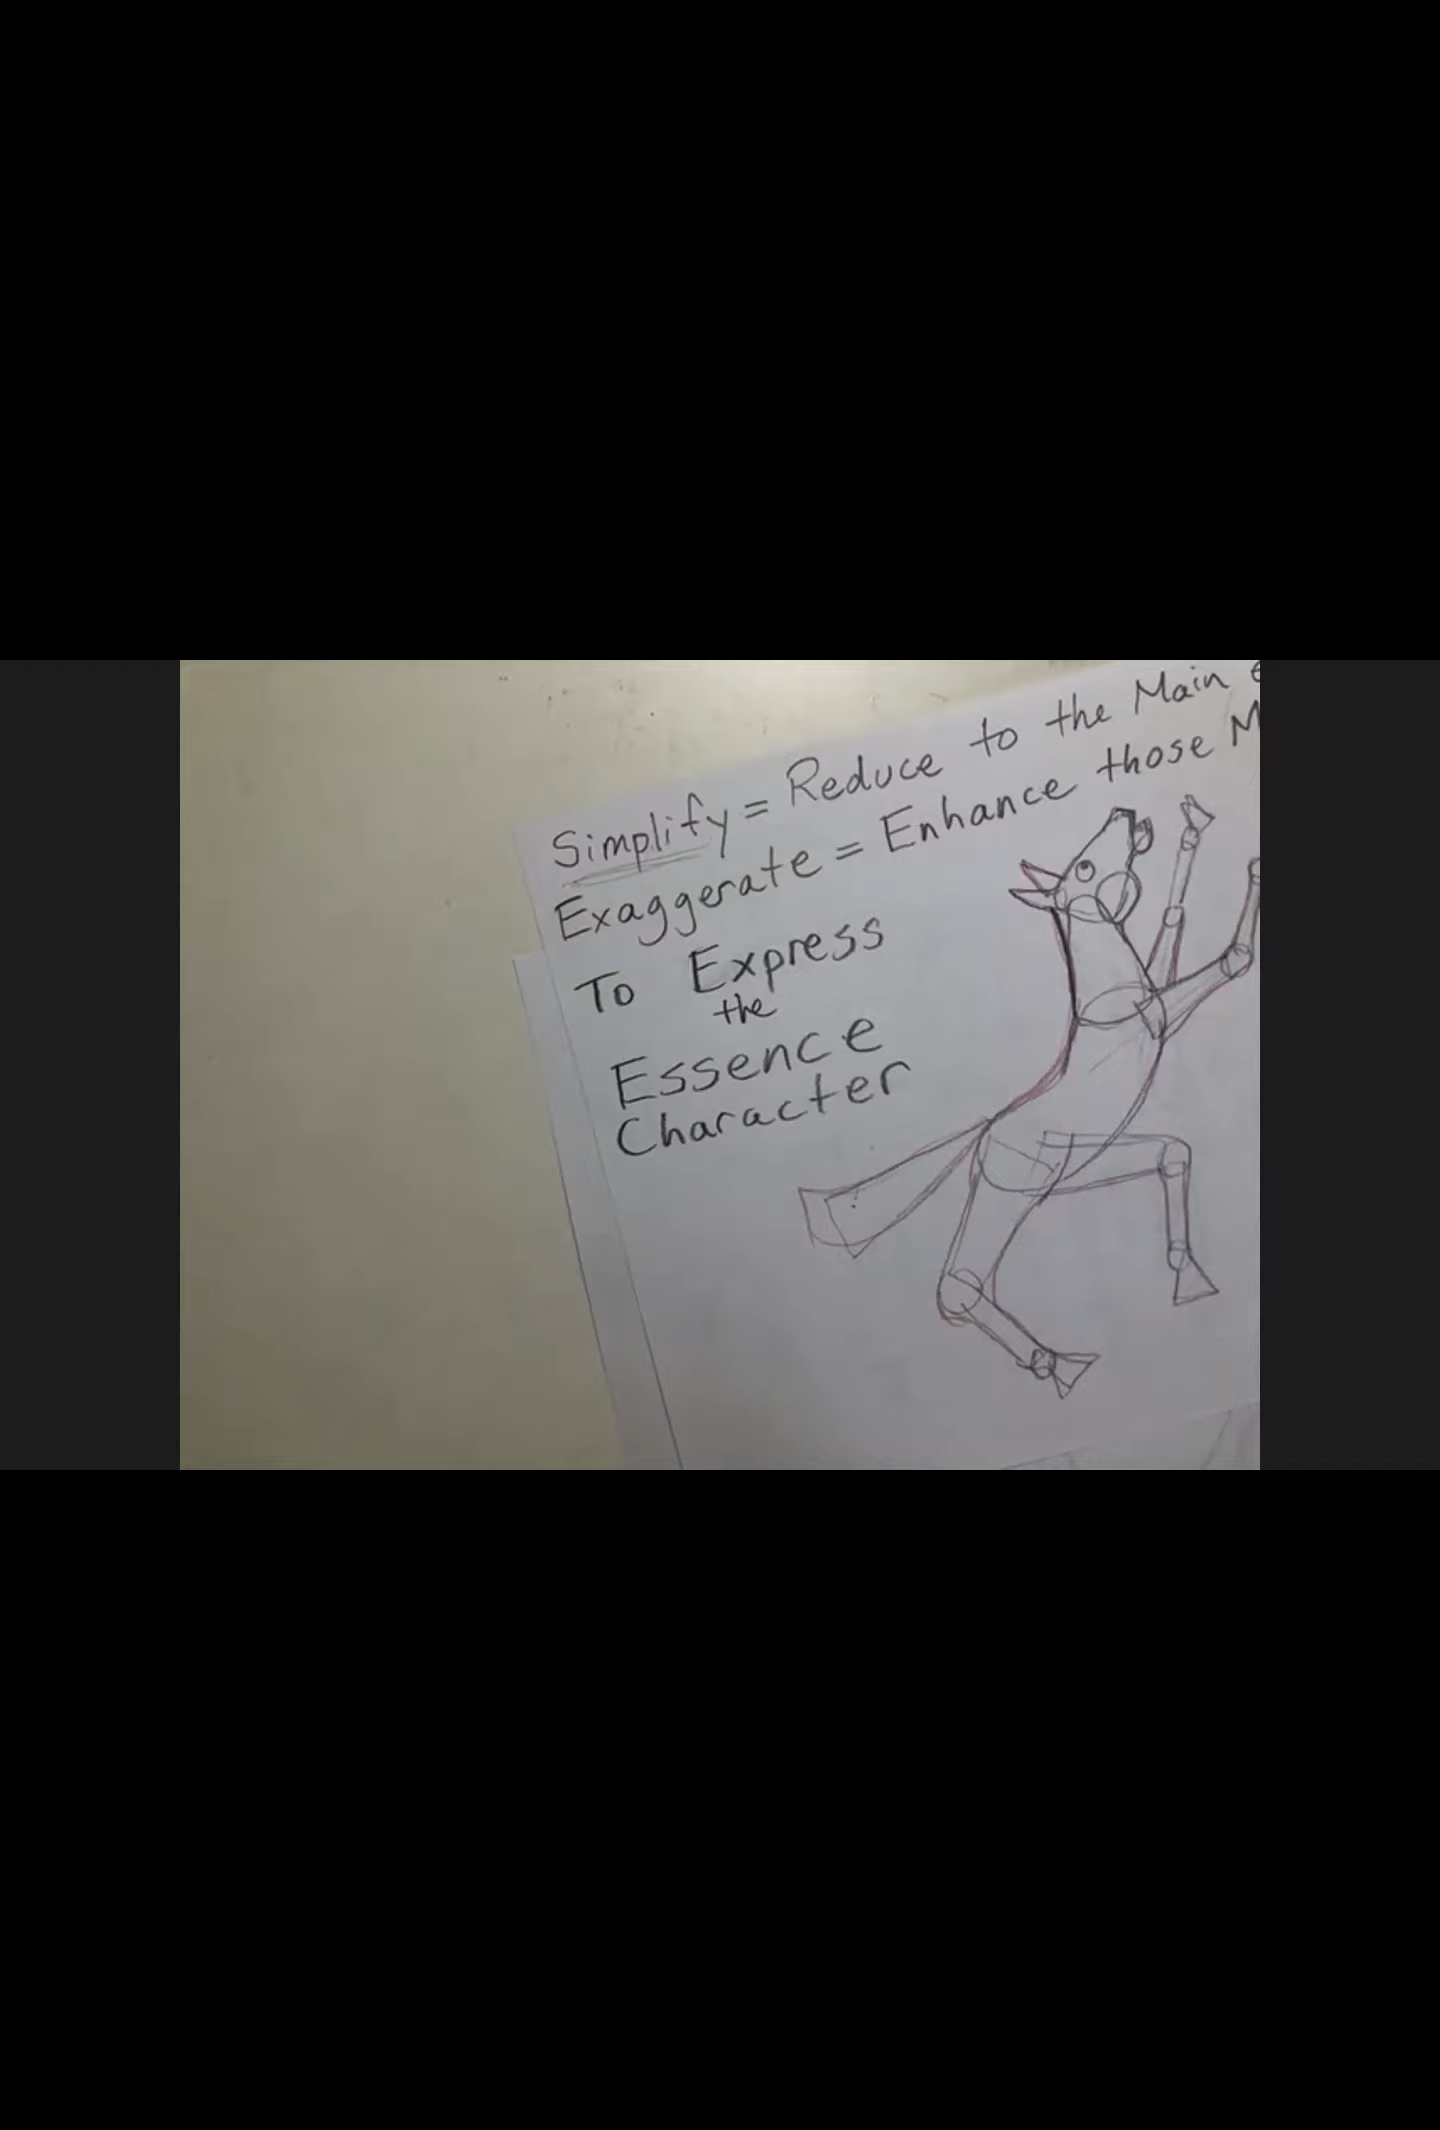 Simplify = Reduce to the Main
Exaggerate = Enhance those
To Express
the
Essence
Character